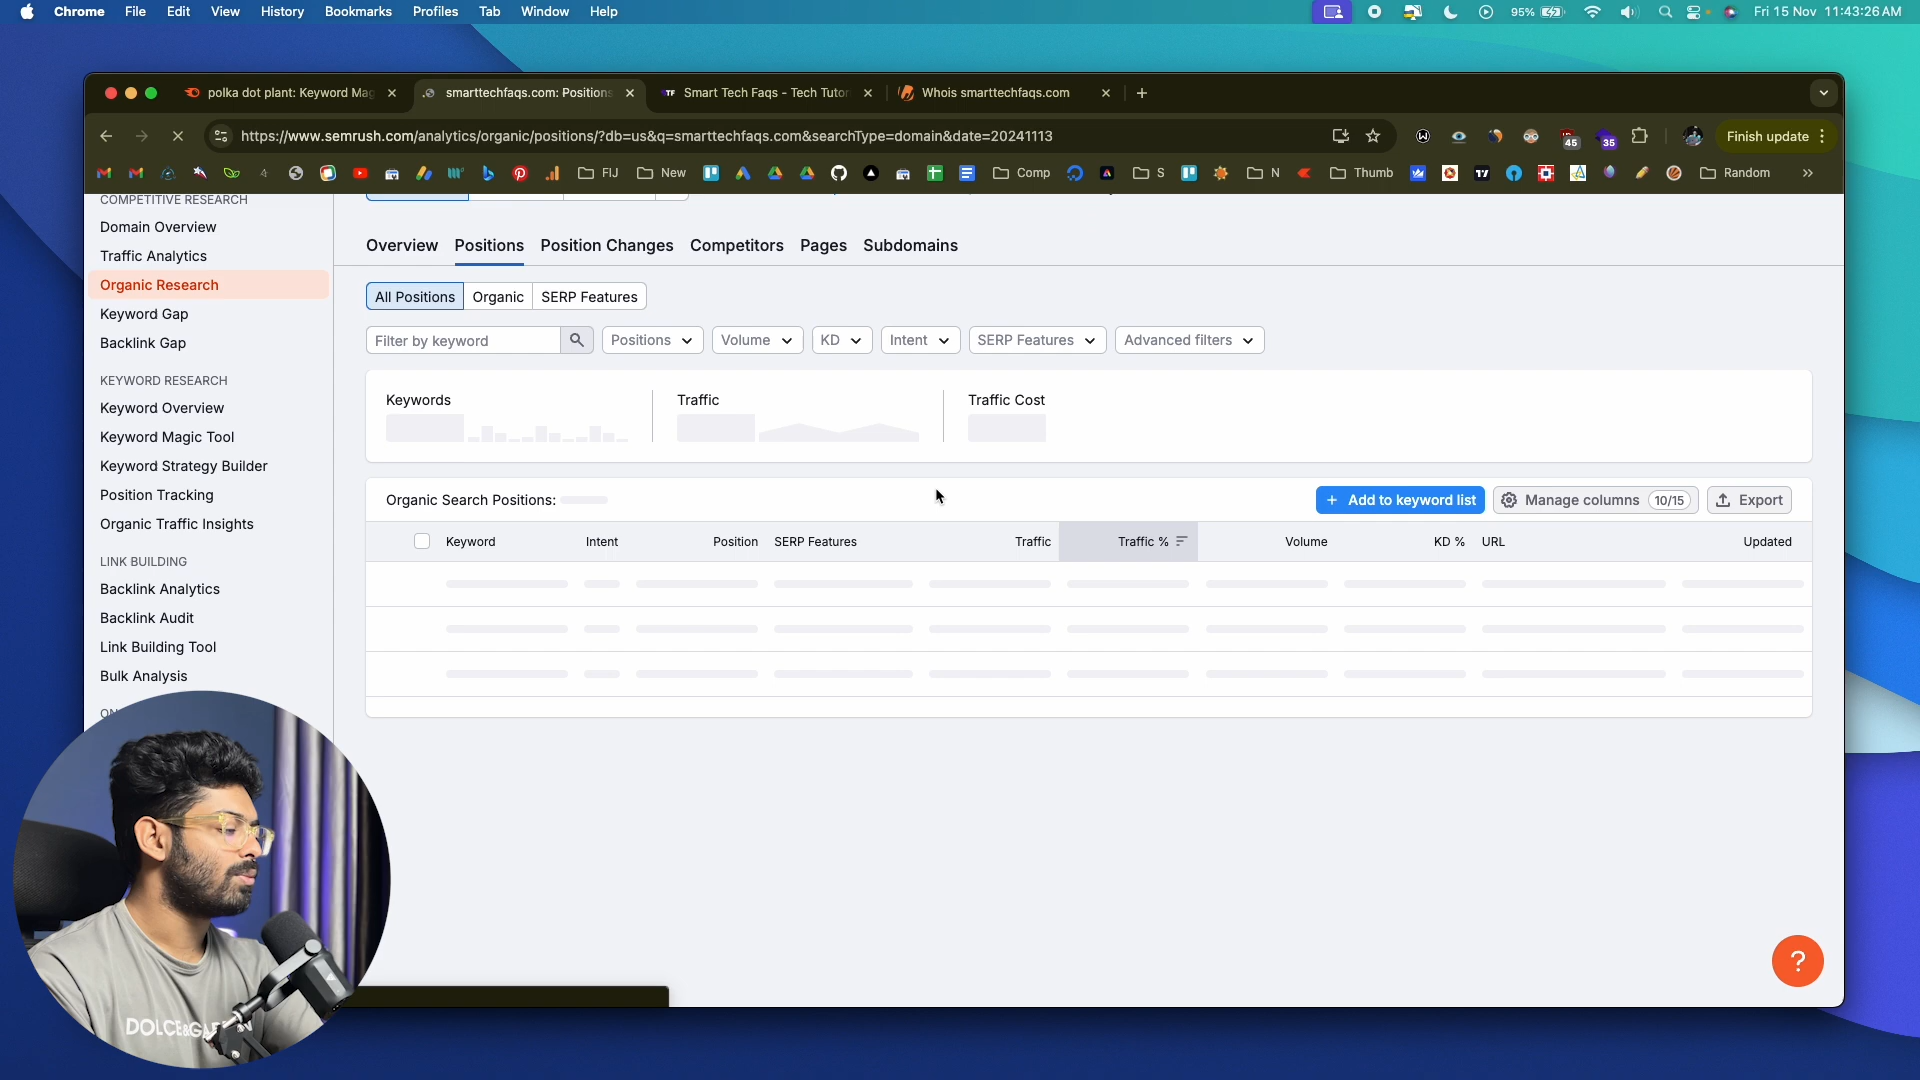 Chrome File Edit View History Bookmarks Profiles Tab Window Help
95% Fri 15 Nov 11:43:26 AM
polka dot plant: Keyword Mag
smarttechfaqs.com: Positions
Smart Tech Faqs - Tech Tutor
Whois smarttechfaqs.com
https://www.semrush.com/analytics/organic/positions/?db=us&q=smarttechfaqs.com&searchType=domain&date=20241113
45
35
Finish update
FIJ
New
Comp
S
N
Thumb
Random
COMPETITIVE RESEARCH
Domain Overview
Traffic Analytics
Organic Research
Keyword Gap
Backlink Gap
KEYWORD RESEARCH
Keyword Overview
Keyword Magic Tool
Keyword Strategy Builder
Position Tracking
Organic Traffic Insights
LINK BUILDING
Backlink Analytics
Backlink Audit
Link Building Tool
Bulk Analysis
Overview Positions Position Changes Competitors Pages Subdomains
All Positions Organic SERP Features
Filter by keyword Positions Volume KD Intent SERP Features Advanced filters
Keywords Traffic Traffic Cost
Organic Search Positions:
+ Add to keyword list Manage columns 10/15 Export
Keyword Intent Position SERP Features Traffic Traffic % Volume KD % URL Updated
?